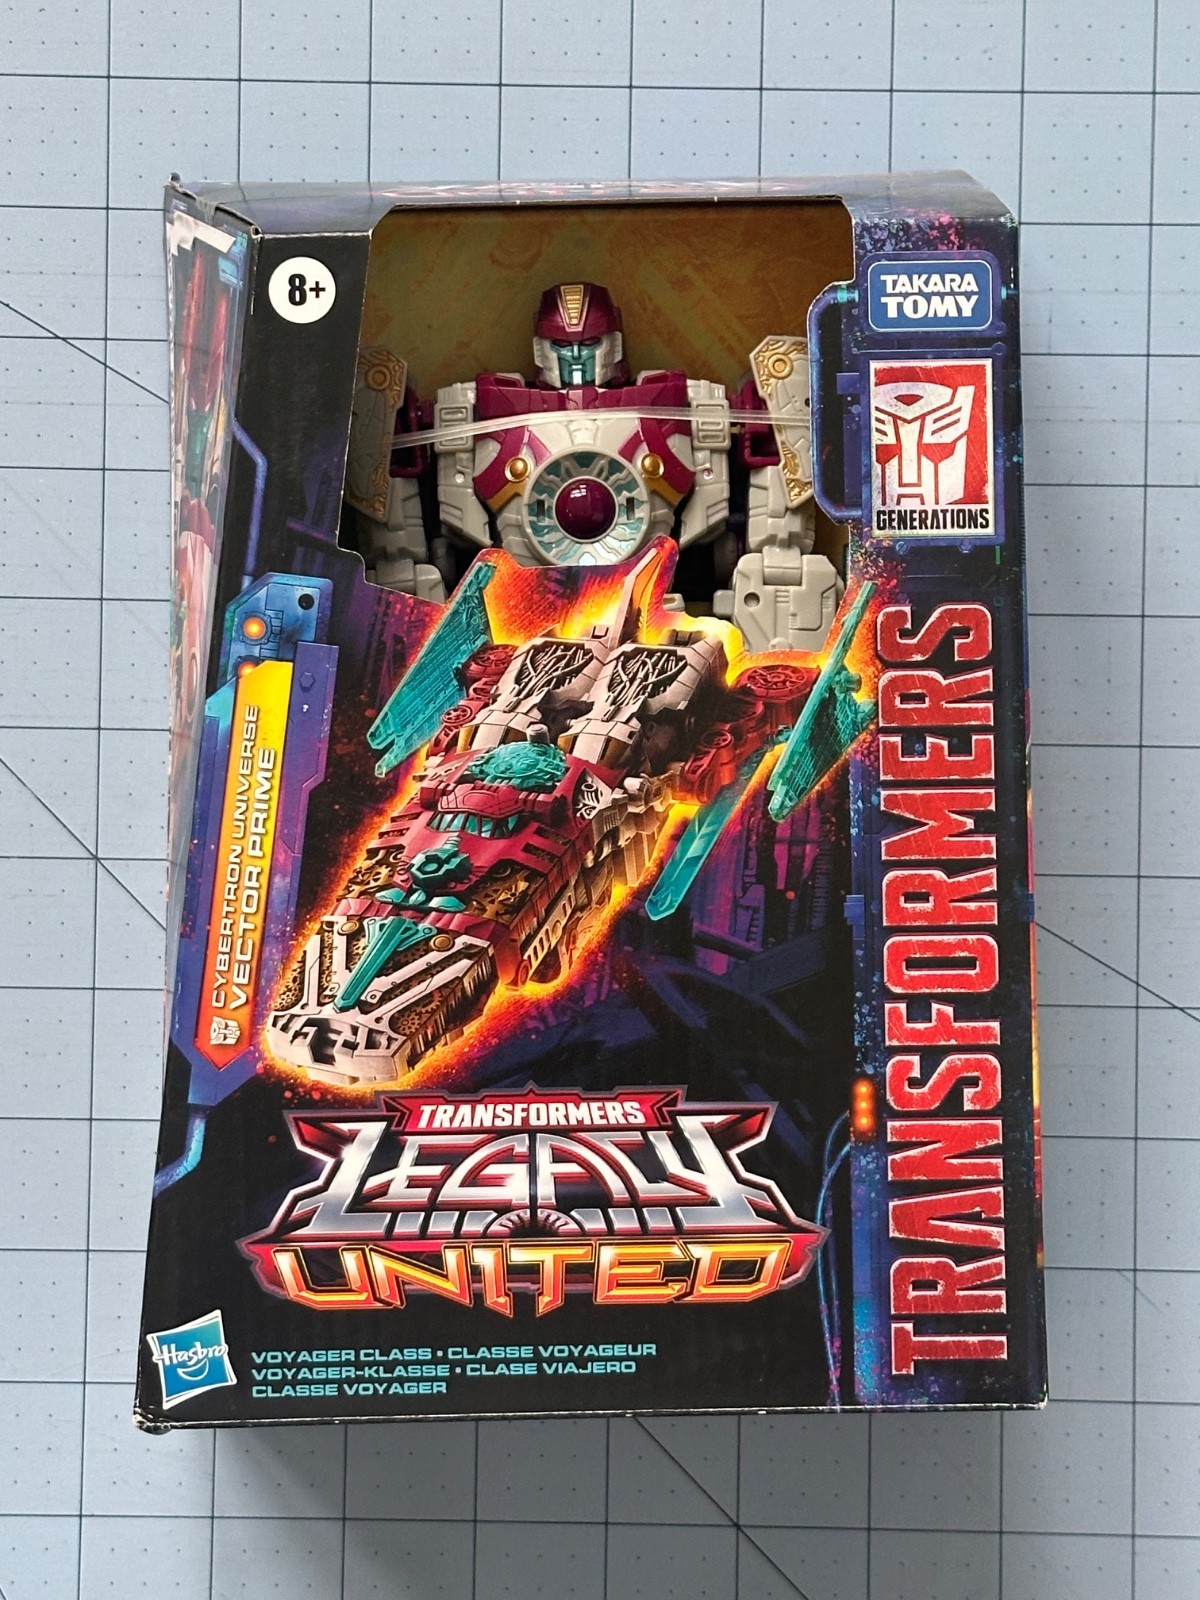 8+
TAKARA
TOMY
GENERATIONS
TRANSFORMERS
CYBERTRON UNIVERSE
VECTOR PRIME
TRANSFORMERS
LEGACY
UNITED
Hasbro
VOYAGER CLASS • CLASSE VOYAGEUR
VOYAGER-KLASSE • CLASE VIAJERO
CLASSE VOYAGER